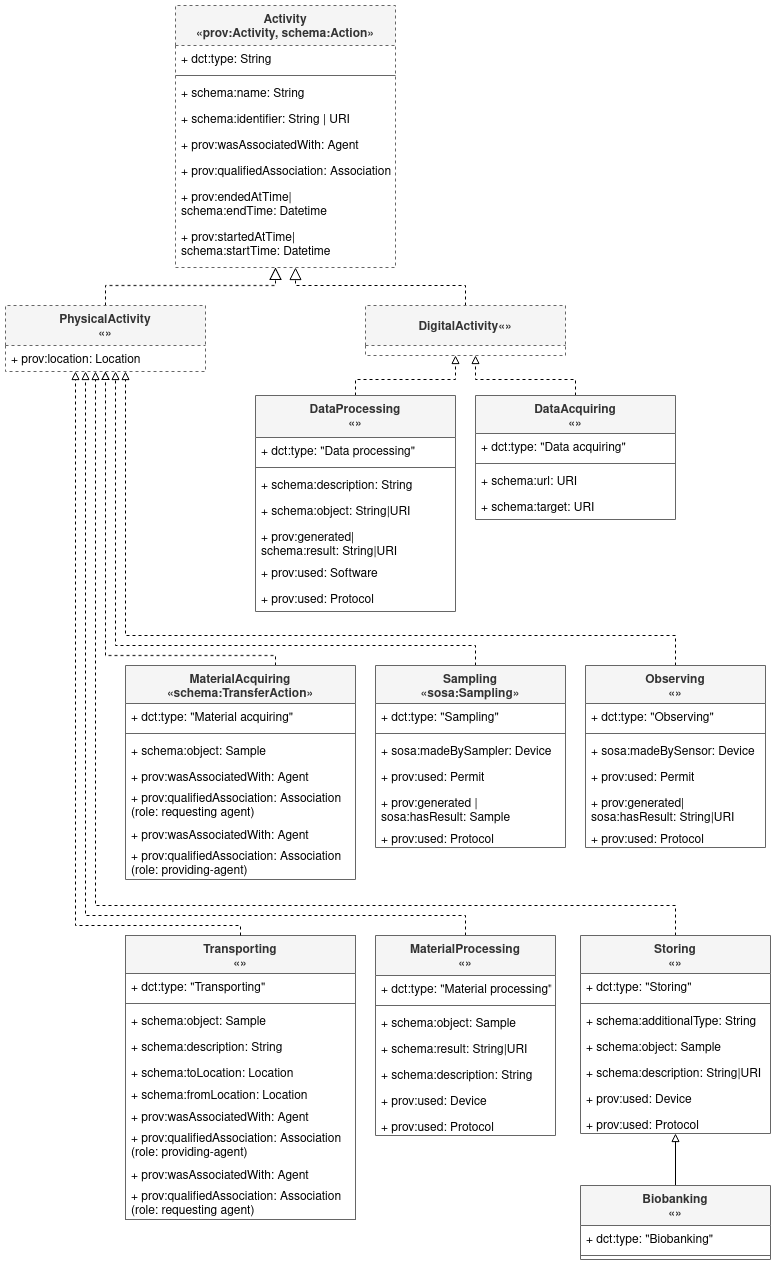 Activity
«prov:Activity, schema:Action»
+ dct:type: String
+ schema:name: String
+ schema:identifier: String | URI
+ prov:wasAssociatedWith: Agent
+ prov:qualifiedAssociation: Association
+ prov:endedAtTime|
schema:endTime: Datetime
+ prov:startedAtTime|
schema:startTime: Datetime
PhysicalActivity
«»
+ prov:location: Location
DigitalActivity«»
DataProcessing
«»
+ dct:type: "Data processing"
+ schema:description: String
+ schema:object: String|URI
+ prov:generated|
schema:result: String|URI
+ prov:used: Software
+ prov:used: Protocol
DataAcquiring
«»
+ dct:type: "Data acquiring"
+ schema:url: URI
+ schema:target: URI
MaterialAcquiring
«schema:TransferAction»
+ dct:type: "Material acquiring"
+ schema:object: Sample
+ prov:wasAssociatedWith: Agent
+ prov:qualifiedAssociation: Association
(role: requesting agent)
+ prov:wasAssociatedWith: Agent
+ prov:qualifiedAssociation: Association
(role: providing-agent)
Sampling
«sosa:Sampling»
+ dct:type: "Sampling"
+ sosa:madeBySampler: Device
+ prov:used: Permit
+ prov:generated |
sosa:hasResult: Sample
+ prov:used: Protocol
Observing
«»
+ dct:type: "Observing"
+ sosa:madeBySensor: Device
+ prov:used: Permit
+ prov:generated|
sosa:hasResult: String|URI
+ prov:used: Protocol
Transporting
«»
+ dct:type: "Transporting"
+ schema:object: Sample
+ schema:description: String
+ schema:toLocation: Location
+ schema:fromLocation: Location
+ prov:wasAssociatedWith: Agent
+ prov:qualifiedAssociation: Association
(role: providing-agent)
+ prov:wasAssociatedWith: Agent
+ prov:qualifiedAssociation: Association
(role: requesting agent)
MaterialProcessing
«»
+ dct:type: "Material processing"
+ schema:object: Sample
+ schema:result: String|URI
+ schema:description: String
+ prov:used: Device
+ prov:used: Protocol
Storing
«»
+ dct:type: "Storing"
+ schema:additionalType: String
+ schema:object: Sample
+ schema:description: String|URI
+ prov:used: Device
+ prov:used: Protocol
Biobanking
«»
+ dct:type: "Biobanking"